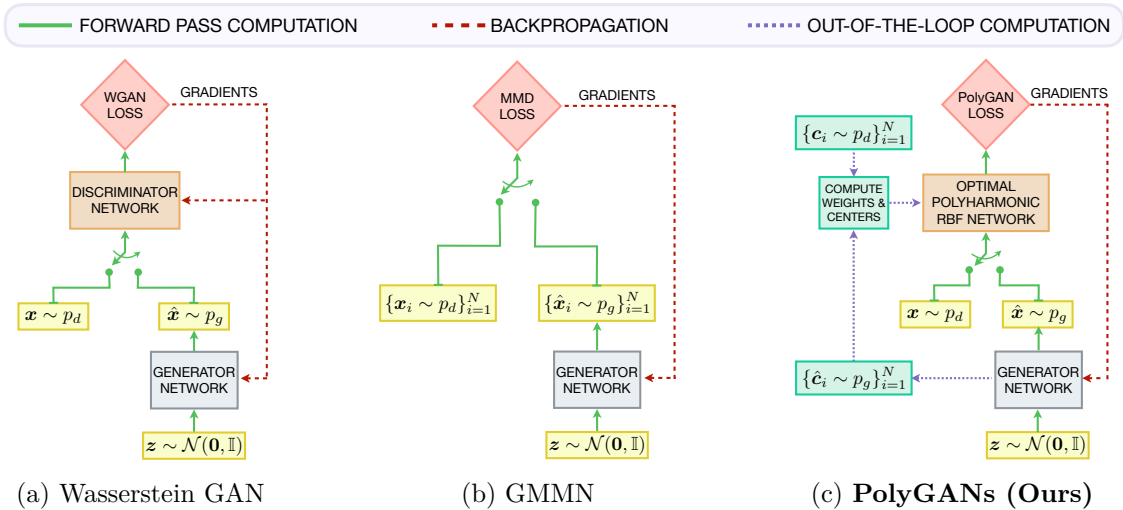 FORWARD PASS COMPUTATION
BACKPROPAGATION
OUT-OF-THE-LOOP COMPUTATION
WGAN
LOSS
GRADIENTS
DISCRIMINATOR
NETWORK
𝒙 ∼ p_d
𝒙̂ ∼ p_g
GENERATOR
NETWORK
𝒛 ∼ 𝒩(𝟎, 𝕀)
(a) Wasserstein GAN
MMD
LOSS
GRADIENTS
{𝒙_i ∼ p_d}_{i=1}^N
{𝒙̂_i ∼ p_g}_{i=1}^N
GENERATOR
NETWORK
𝒛 ∼ 𝒩(𝟎, 𝕀)
(b) GMMN
PolyGAN
LOSS
GRADIENTS
{𝒄_i ∼ p_d}_{i=1}^N
COMPUTE
WEIGHTS &
CENTERS
OPTIMAL
POLYHARMONIC
RBF NETWORK
𝒙 ∼ p_d
𝒙̂ ∼ p_g
{𝒄̂_i ∼ p_g}_{i=1}^N
GENERATOR
NETWORK
𝒛 ∼ 𝒩(𝟎, 𝕀)
(c) PolyGANs (Ours)